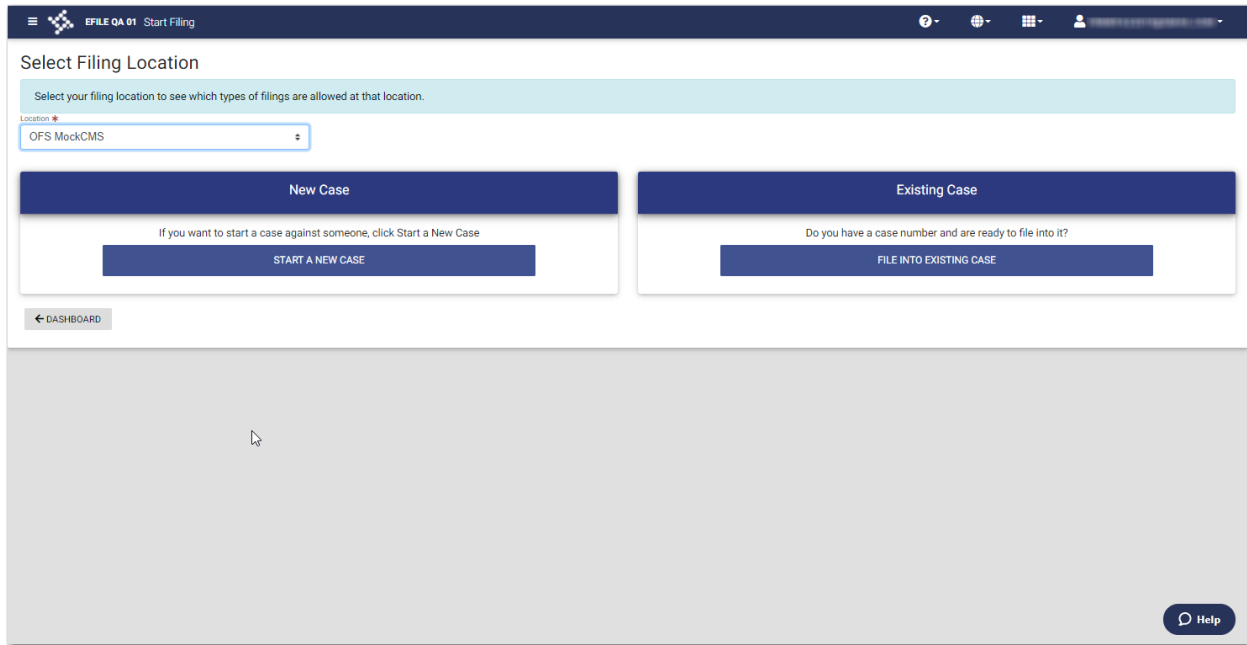 EFILE QA 01 Start Filing
Select Filing Location
Select your filing location to see which types of filings are allowed at that location.
Location *
OFS MockCMS
New Case
Existing Case
If you want to start a case against someone, click Start a New Case
Do you have a case number and are ready to file into it?
START A NEW CASE
FILE INTO EXISTING CASE
DASHBOARD
Help